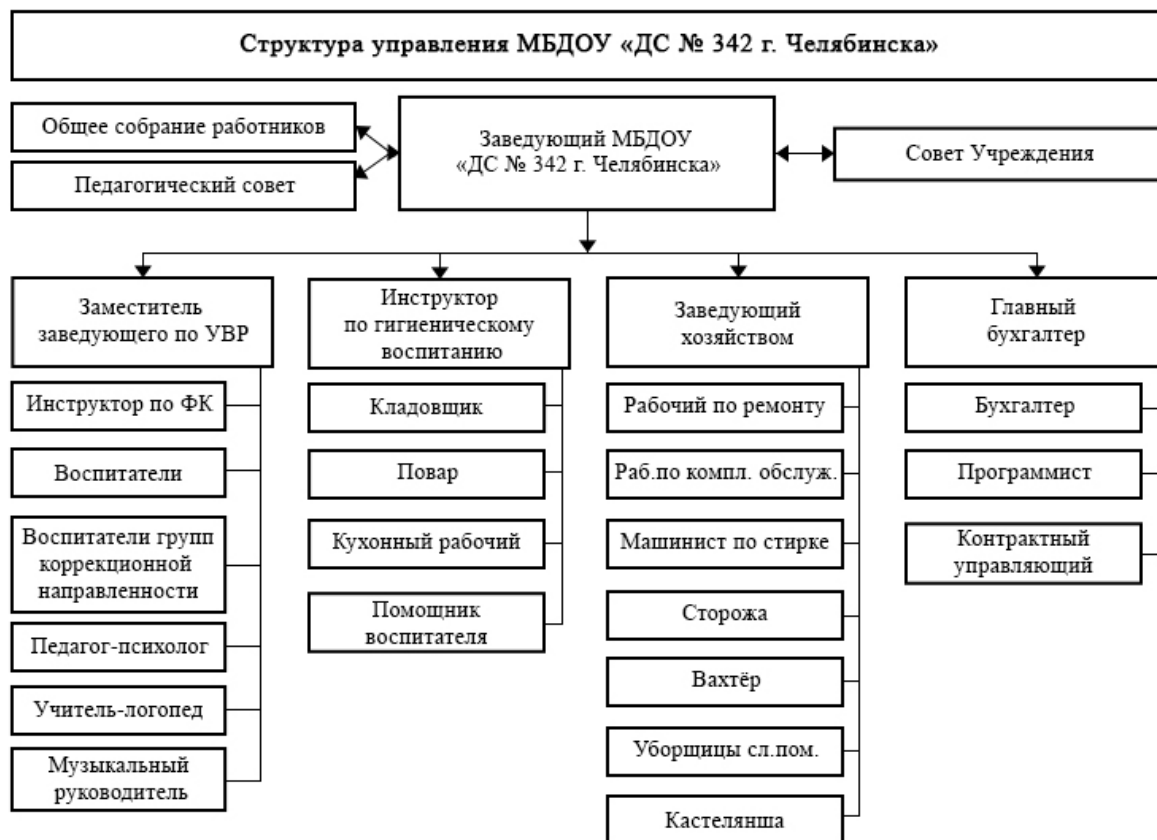 Структура управления МБДОУ «ДС № 342 г. Челябинска»
Общее собрание работников
Педагогический совет
Заведующий МБДОУ
«ДС № 342 г. Челябинска»
Совет Учреждения
Заместитель
заведующего по УВР
Инструктор по ФК
Воспитатели
Воспитатели групп
коррекционной
направленности
Педагог-психолог
Учитель-логопед
Музыкальный
руководитель
Инструктор
по гигиеническому
воспитанию
Кладовщик
Повар
Кухонный рабочий
Помощник
воспитателя
Заведующий
хозяйством
Рабочий по ремонту
Раб.по компл. обслуж.
Машинист по стирке
Сторожа
Вахтёр
Уборщицы сл.пом.
Кастелянша
Главный
бухгалтер
Бухгалтер
Программист
Контрактный
управляющий